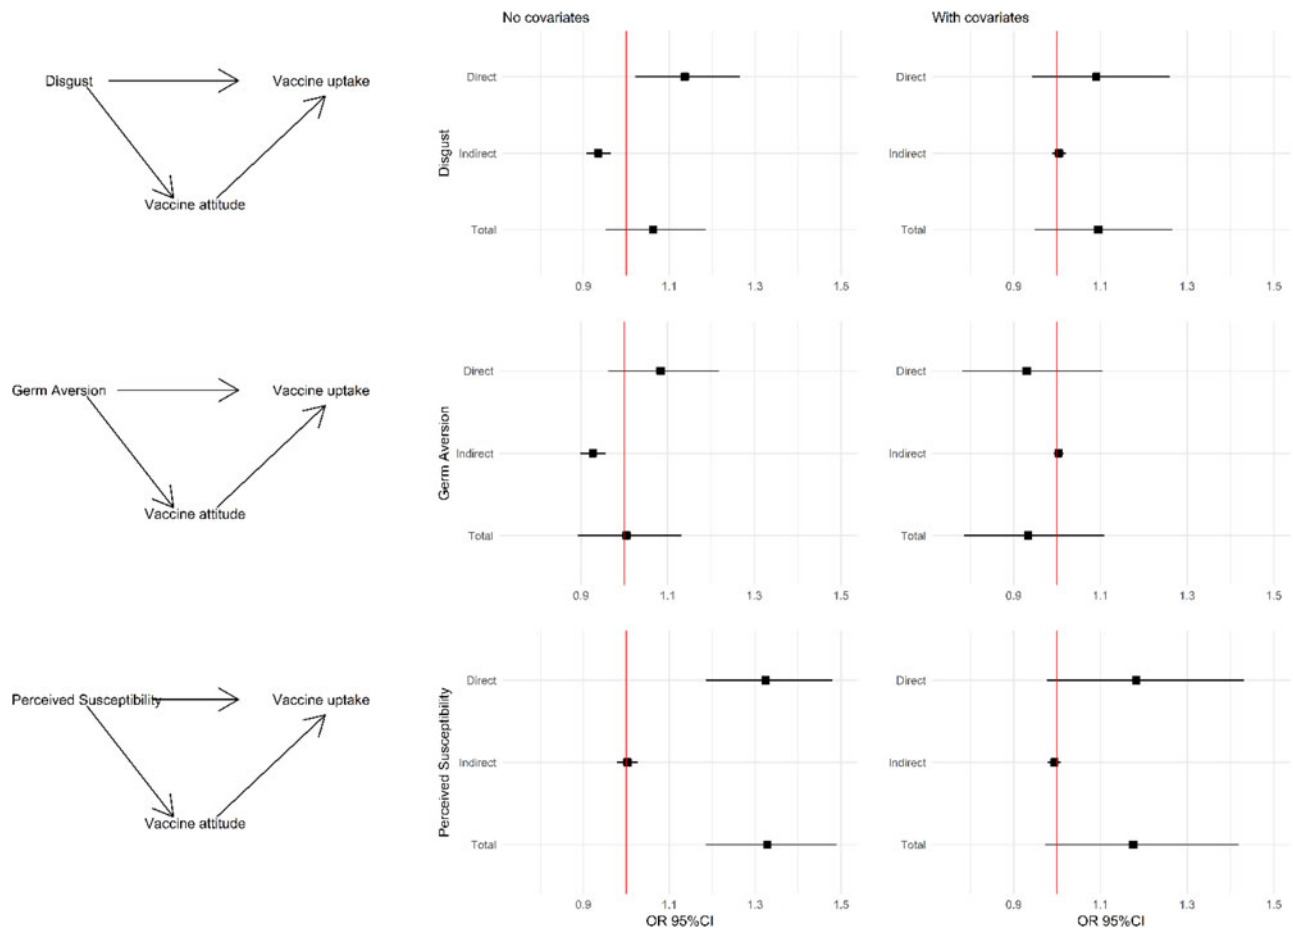 No covariates
With covariates
Disgust
Vaccine uptake
Vaccine attitude
Disgust
Direct
Indirect
Total
0.9 1.1 1.3 1.5
Direct
Indirect
Total
0.9 1.1 1.3 1.5
Germ Aversion
Vaccine uptake
Vaccine attitude
Germ Aversion
Direct
Indirect
Total
0.9 1.1 1.3 1.5
Direct
Indirect
Total
0.9 1.1 1.3 1.5
Perceived Susceptibility
Vaccine uptake
Vaccine attitude
Perceived Susceptibility
Direct
Indirect
Total
0.9 1.1 1.3 1.5
OR 95%CI
Direct
Indirect
Total
0.9 1.1 1.3 1.5
OR 95%CI